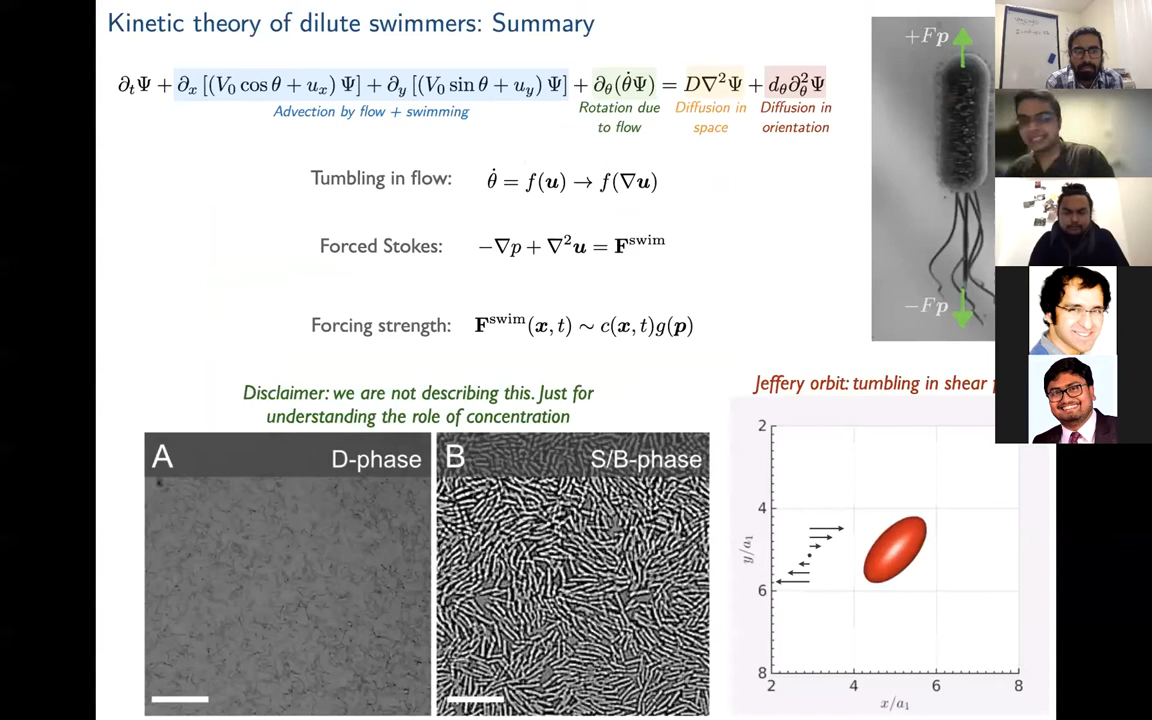 Kinetic theory of dilute swimmers: Summary
∂ₜΨ + ∂ₓ [(V₀ cos θ + uₓ) Ψ] + ∂ᵧ [(V₀ sin θ + uᵧ) Ψ] + ∂_θ(θ̇Ψ) = D∇²Ψ + d_θ∂²_θΨ
Advection by flow + swimming
Rotation due
to flow
Diffusion in
space
Diffusion in
orientation
Tumbling in flow: θ̇ = f(u) → f(∇u)
Forced Stokes: −∇p + ∇²u = F^swim
Forcing strength: F^swim(x, t) ∼ c(x, t)g(p)
+Fp
−Fp
Disclaimer: we are not describing this. Just for
understanding the role of concentration
A D-phase
B S/B-phase
Jeffery orbit: tumbling in shear
2
4
6
8
y/a₁
2 4 6 8
x/a₁